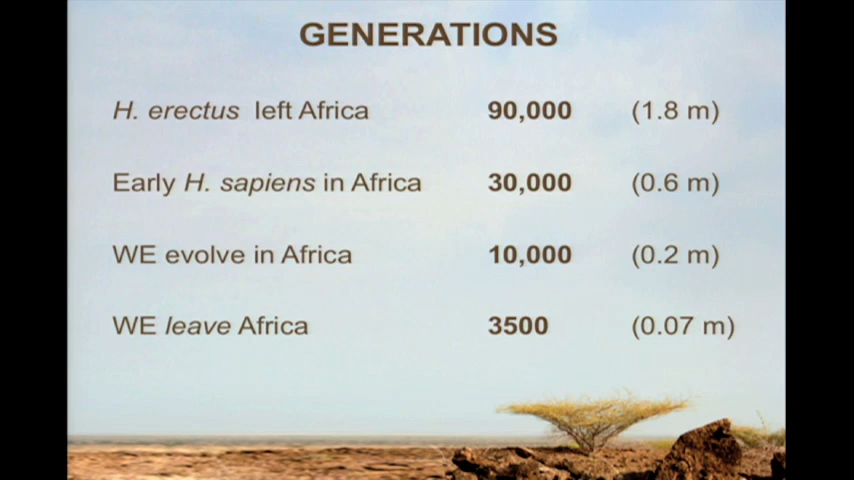 GENERATIONS
H. erectus left Africa 90,000 (1.8 m)
Early H. sapiens in Africa 30,000 (0.6 m)
WE evolve in Africa 10,000 (0.2 m)
WE leave Africa 3500 (0.07 m)